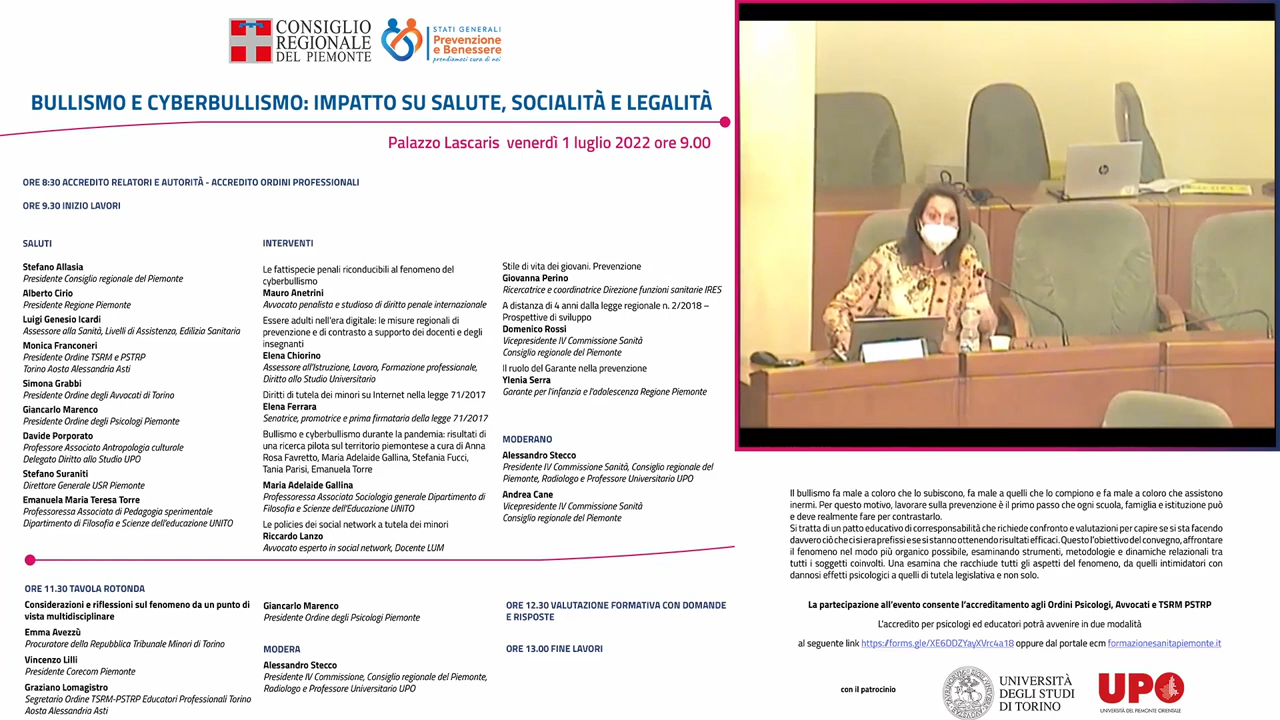 CONSIGLIO
REGIONALE
DEL PIEMONTE
STATI GENERALI
Prevenzione
e Benessere
prendiamoci cura di noi
BULLISMO E CYBERBULLISMO: IMPATTO SU SALUTE, SOCIALITÀ E LEGALITÀ
Palazzo Lascaris venerdì 1 luglio 2022 ore 9.00
ORE 8:30 ACCREDITO RELATORI E AUTORITÀ - ACCREDITO ORDINI PROFESSIONALI
ORE 9.30 INIZIO LAVORI
SALUTI
Stefano Allasia
Presidente Consiglio regionale del Piemonte
Alberto Cirio
Presidente Regione Piemonte
Luigi Genesio Icardi
Assessore alla Sanità, Livelli di Assistenza, Edilizia Sanitaria
Monica Franconeri
Presidente Ordine TSRM e PSTRP
Torino Aosta Alessandria Asti
Simona Grabbi
Presidente Ordine degli Avvocati di Torino
Giancarlo Marenco
Presidente Ordine degli Psicologi Piemonte
Davide Porporato
Professore Associato Antropologia culturale
Delegato Diritto allo Studio UPO
Stefano Suraniti
Direttore Generale USR Piemonte
Emanuela Maria Teresa Torre
Professoressa Associata di Pedagogia sperimentale
Dipartimento di Filosofia e Scienze dell'educazione UNITO
INTERVENTI
Le fattispecie penali riconducibili al fenomeno del
cyberbullismo
Mauro Anetrini
Avvocato penalista e studioso di diritto penale internazionale
Essere adulti nell'era digitale: le misure regionali di
prevenzione e di contrasto a supporto dei docenti e degli
insegnanti
Elena Chiorino
Assessore all'Istruzione, Lavoro, Formazione professionale,
Diritto allo Studio Universitario
Diritti di tutela dei minori su Internet nella legge 71/2017
Elena Ferrara
Senatrice, promotrice e prima firmataria della legge 71/2017
Bullismo e cyberbullismo durante la pandemia: risultati di
una ricerca pilota sul territorio piemontese a cura di Anna
Rosa Favretto, Maria Adelaide Gallina, Stefania Fucci,
Tania Parisi, Emanuela Torre
Maria Adelaide Gallina
Professoressa Associata Sociologia generale Dipartimento di
Filosofia e Scienze dell'Educazione UNITO
Le policies dei social network a tutela dei minori
Riccardo Lanzo
Avvocato esperto in social network, Docente LUM
Stile di vita dei giovani. Prevenzione
Giovanna Perino
Ricercatrice e coordinatrice Direzione funzioni sanitarie IRES
A distanza di 4 anni dalla legge regionale n. 2/2018 –
Prospettive di sviluppo
Domenico Rossi
Vicepresidente IV Commissione Sanità
Consiglio regionale del Piemonte
Il ruolo del Garante nella prevenzione
Ylenia Serra
Garante per l'infanzia e l'adolescenza Regione Piemonte
MODERANO
Alessandro Stecco
Presidente IV Commissione Sanità, Consiglio regionale del
Piemonte, Radiologo e Professore Universitario UPO
Andrea Cane
Vicepresidente IV Commissione Sanità
Consiglio regionale del Piemonte
ORE 11.30 TAVOLA ROTONDA
Considerazioni e riflessioni sul fenomeno da un punto di
vista multidisciplinare
Emma Avezzù
Procuratore della Repubblica Tribunale Minori di Torino
Vincenzo Lilli
Presidente Corecom Piemonte
Graziano Lomagistro
Segretario Ordine TSRM-PSTRP Educatori Professionali Torino
Aosta Alessandria Asti
Giancarlo Marenco
Presidente Ordine degli Psicologi Piemonte
MODERA
Alessandro Stecco
Presidente IV Commissione, Consiglio regionale del Piemonte,
Radiologo e Professore Universitario UPO
ORE 12.30 VALUTAZIONE FORMATIVA CON DOMANDE
E RISPOSTE
ORE 13.00 FINE LAVORI
Il bullismo fa male a coloro che lo subiscono, fa male a quelli che lo compiono e fa male a coloro che assistono
inermi. Per questo motivo, lavorare sulla prevenzione è il primo passo che ogni scuola, famiglia e istituzione può
e deve realmente fare per contrastarlo.
Si tratta di un patto educativo di corresponsabilità che richiede confronto e valutazioni per capire se si sta facendo
davvero ciò che ci si era prefissi e se si stanno ottenendo risultati efficaci. Questo l'obiettivo del convegno, affrontare
il fenomeno nel modo più organico possibile, esaminando strumenti, metodologie e dinamiche relazionali tra
tutti i soggetti coinvolti. Una esamina che racchiude tutti gli aspetti del fenomeno, da quelli intimidatori con
dannosi effetti psicologici a quelli di tutela legislativa e non solo.
La partecipazione all'evento consente l'accreditamento agli Ordini Psicologi, Avvocati e TSRM PSTRP
L'accredito per psicologi ed educatori potrà avvenire in due modalità
al seguente link https://forms.gle/XE6DDZYayXVrc4a18 oppure dal portale ecm formazionesanitapiemonte.it
con il patrocinio
UNIVERSITÀ
DEGLI STUDI
DI TORINO
UPO
UNIVERSITÀ DEL PIEMONTE ORIENTALE
hp